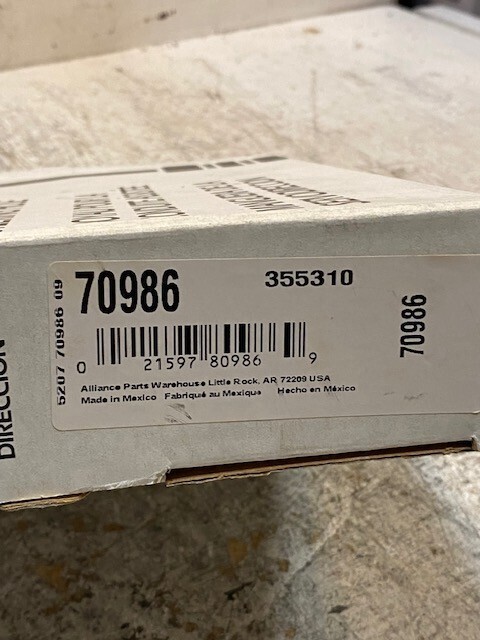 DIRECCIÓN
5207 70986 09
70986
355310
70986
0 21597 80986 9
Alliance Parts Warehouse Little Rock, AR 72209 USA
Made in Mexico Fabriqué au Mexique Hecho en México